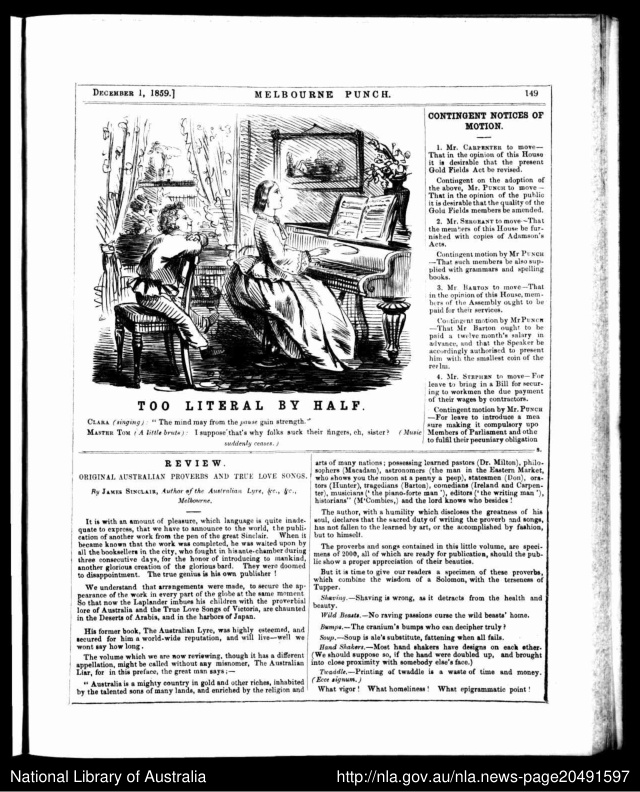 DECEMBER 1, 1859.]
MELBOURNE PUNCH.
149
TOO LITERAL BY HALF.
CLARA (singing): " The mind may from the pause gain strength."
MASTER TOM (A little brute): I suppose that's why folks suck their fingers, eh, sister? (Music
suddenly ceases.)
CONTINGENT NOTICES OF
MOTION.
1. Mr. CARPENTER to move—
That in the opinion of this House
it is desirable that the present
Gold Fields Act be revised.
Contingent on the adoption of
the above, Mr. PUNCH to move —
That in the opinion of the public
it is desirable that the quality of the
Gold Fields members be amended.
2. Mr. SERGEANT to move—That
the members of this House be fur-
nished with copies of Adamson's
Acts.
Contingent motion by Mr PUNCH
—That such members be also sup-
plied with grammars and spelling
books.
3. Mr. BARTON to move—That
in the opinion of this House, mem-
bers of the Assembly ought to be
paid for their services.
Contingent motion by Mr PUNCH
—That Mr Barton ought to be
paid a twelve month's salary in
advance, and that the Speaker be
accordingly authorised to present
him with the smallest coin of the
realm.
4. Mr. STEPHEN to move—For
leave to bring in a Bill for secur-
ing to workmen the due payment
of their wages by contractors.
Contingent motion by Mr. PUNCH
—For leave to introduce a mea
sure making it compulsory upo
Members of Parliament and othe
to fulfil their pecuniary obligation
s.
REVIEW.
ORIGINAL AUSTRALIAN PROVERBS AND TRUE LOVE SONGS.
By JAMES SINCLAIR, Author of the Australian Lyre, &c., &c.,
Melbourne.
It is with an amount of pleasure, which language is quite inade-
quate to express, that we have to announce to the world, the publi-
cation of another work from the pen of the great Sinclair. When it
became known that the work was completed, he was waited upon by
all the booksellers in the city, who fought in his ante-chamber during
three consecutive days, for the honor of introducing to mankind,
another glorious creation of the glorious bard. They were doomed
to disappointment. The true genius is his own publisher !
We understand that arrangements were made, to secure the ap-
pearance of the work in every part of the globe at the same moment.
So that now the Laplander imbues his children with the proverbial
lore of Australia and the True Love Songs of Victoria, are chaunted
in the Deserts of Arabia, and in the harbors of Japan.
His former book, The Australian Lyre, was highly esteemed, and
secured for him a world-wide reputation, and will live—well we
wont say how long.
The volume which we are now reviewing, though it has a different
appellation, might be called without any misnomer, The Australian
Liar, for in this preface, the great man says;—
" Australia is a mighty country in gold and other riches, inhabited
by the talented sons of many lands, and enriched by the religion and
arts of many nations; possessing learned pastors (Dr. Milton), philo-
sophers (Macadam), astronomers (the man in the Eastern Market,
who shows you the moon at a penny a peep), statesmen (Don), ora-
tors (Hunter), tragedians (Barton), comedians (Ireland and Carpen-
ter), musicians (' the piano-forte man '), editors (' the writing man '),
historians" (M'Combie,) and the lord knows who besides !
The author, with a humility which discloses the greatness of his
soul, declares that the sacred duty of writing the proverb and songs,
has not fallen to the learned by art, or the accomplished by fashion,
but to himself.
The proverbs and songs contained in this little volume, are speci-
mens of 2000, all of which are ready for publication, should the pub-
lic show a proper appreciation of their beauties.
But it is time to give our readers a specimen of these proverbs,
which combine the wisdom of a Solomon, with the terseness of
Tupper.
Shaving.—Shaving is wrong, as it detracts from the health and
beauty.
Wild Beasts.—No raving passions curse the wild beasts' home.
Bumps.—The cranium's bumps who can decipher truly ?
Soup.—Soup is ale's substitute, fattening when all fails.
Hand Shakers.—Most hand shakers have designs on each other.
(We should suppose so, if the hand were doubled up, and brought
into close proximity with somebody else's face.)
Twaddle.—Printing of twaddle is a waste of time and money.
(Ecce signum.)
What vigor ! What homeliness ! What epigrammatic point !
National Library of Australia
http://nla.gov.au/nla.news-page20491597